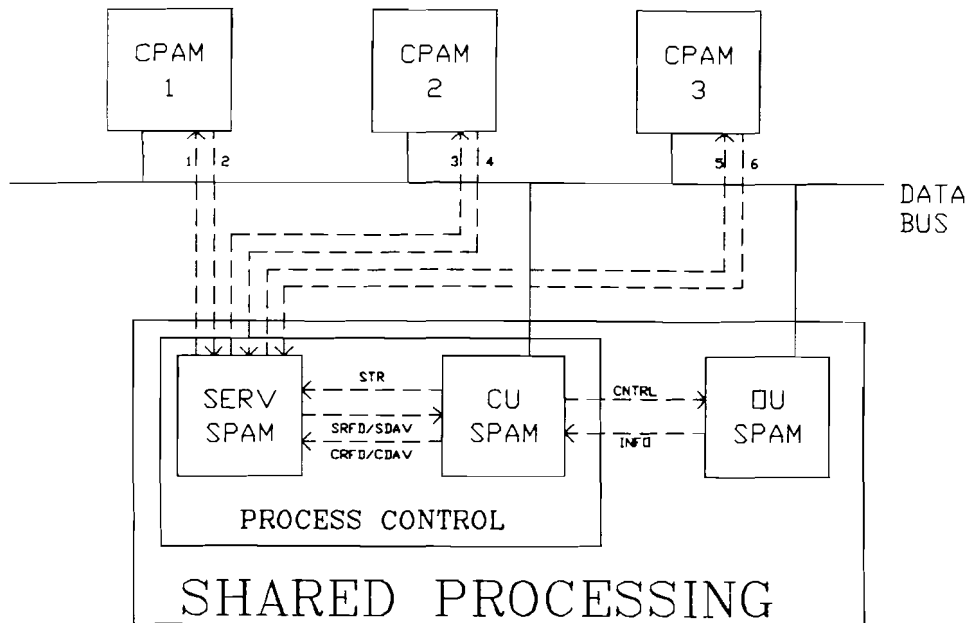 CPAM
1
CPAM
2
CPAM
3
1
2
3
4
5
6
DATA
BUS
SERV
SPAM
STR
SRFD/SDAV
CRFD/CDAV
CU
SPAM
CNTRL
INFO
OU
SPAM
PROCESS CONTROL
SHARED PROCESSING